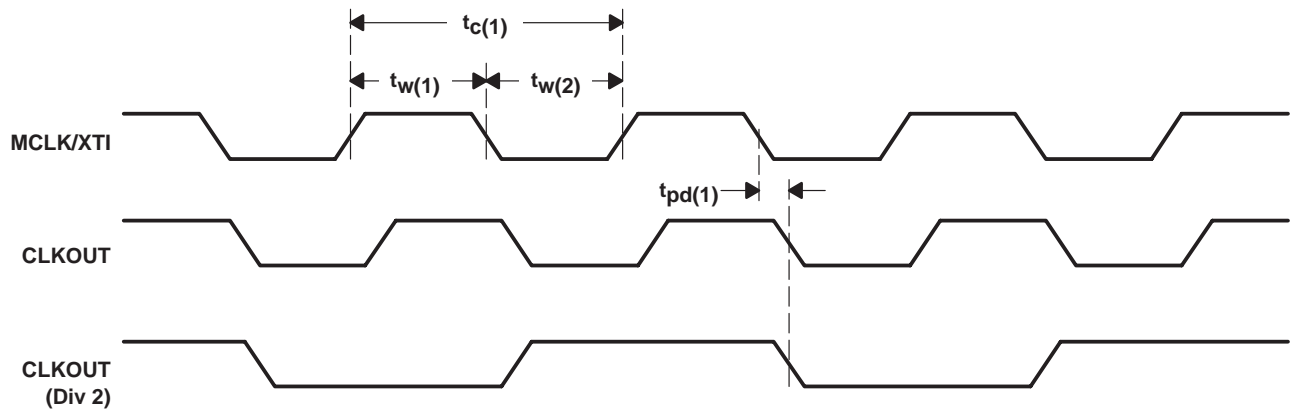 tc(1)
tw(1)
tw(2)
MCLK/XTI
tpd(1)
CLKOUT
CLKOUT
(Div 2)